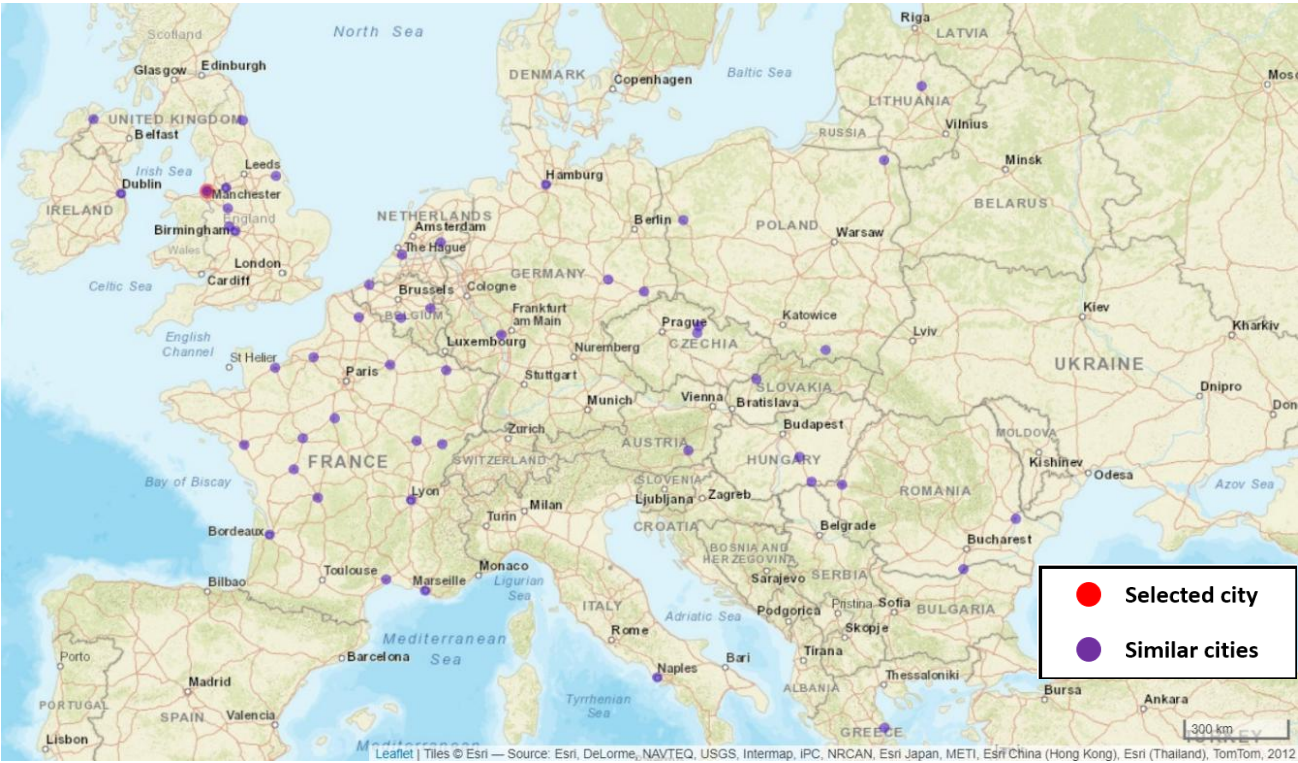 Riga
LATVIA
North Sea
Scotland
Glasgow
Edinburgh
DENMARK
Copenhagen
Baltic Sea
Mosc
LITHUANIA
UNITED KINGDOM
Belfast
RUSSIA
Vilnius
Irish Sea
Leeds
Minsk
Dublin
Manchester
Hamburg
IRELAND
England
NETHERLANDS
BELARUS
Birmingham
Amsterdam
Berlin
POLAND
Warsaw
Wales
The Hague
London
Cardiff
Celtic Sea
Brussels
Cologne
GERMANY
BELGIUM
Frankfurt
am Main
Prague
Katowice
Kiev
Kharkiv
English
Channel
Luxembourg
Nuremberg
CZECHIA
Lviv
St Helier
Paris
Stuttgart
UKRAINE
Munich
Vienna
SLOVAKIA
Bratislava
Dnipro
Don
Zurich
Budapest
MOLDOVA
FRANCE
SWITZERLAND
AUSTRIA
HUNGARY
Kishinev
Odesa
Bay of Biscay
SLOVENIA
Azov Sea
Lyon
Ljubljana
Zagreb
ROMANIA
Milan
Turin
CROATIA
Bordeaux
Belgrade
Bucharest
BOSNIA AND
HERZEGOVINA
Toulouse
Monaco
Marseille
Ligurian
Sea
Sarajevo
SERBIA
Bilbao
Selected city
ITALY
Adriatic Sea
Podgorica
Pristina
Sofia
BULGARIA
Rome
Skopje
Mediterranean
Sea
Similar cities
Porto
Barcelona
Bari
Tirana
Naples
Thessaloniki
Madrid
ALBANIA
Bursa
Ankara
PORTUGAL
SPAIN
Valencia
Tyrrhenian
Sea
GREECE
300 km
TURKEY
Lisbon
Mediterranean
Leaflet | Tiles © Esri — Source: Esri, DeLorme, NAVTEQ, USGS, Intermap, iPC, NRCAN, Esri Japan, METI, Esri China (Hong Kong), Esri (Thailand), TomTom, 2012